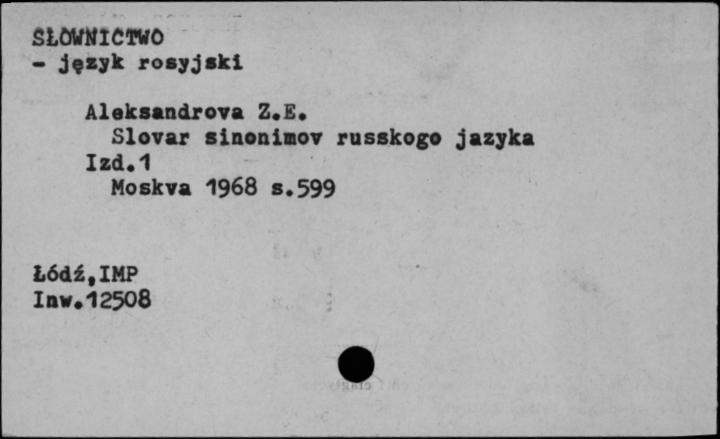 SŁOWNICTWO
- język rosyjski
Aleksandrova Z.E.
Slovar sinonimov russkogo jazyka
Izd.1
Moskva 1968 s.599
Łódź,IMP
Inw.12508